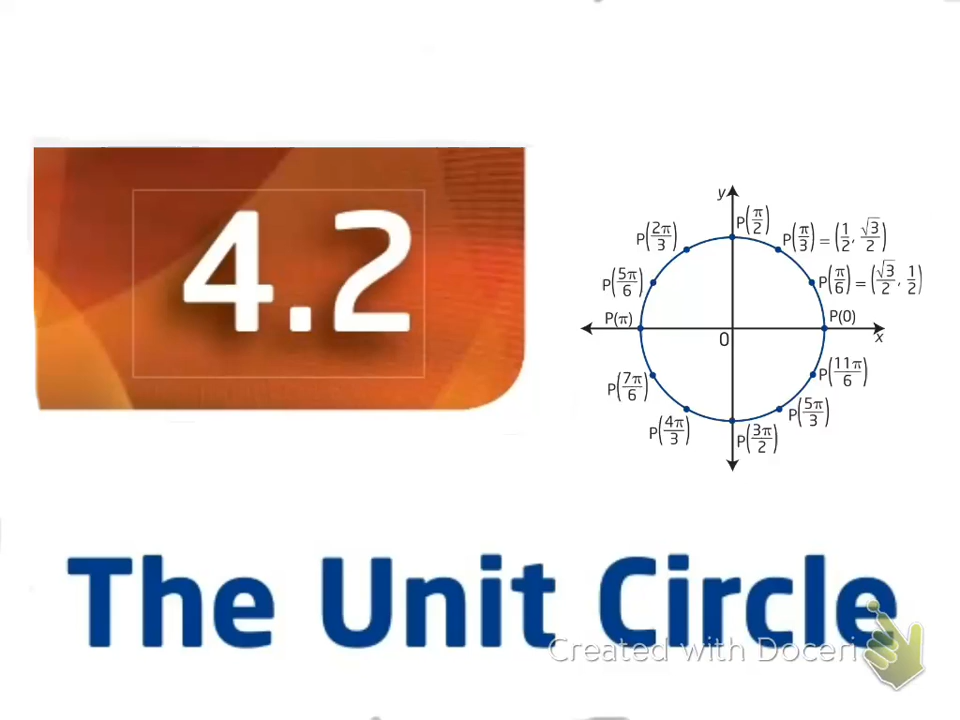 4.2
y
P(π/2)
P(2π/3)
P(π/3) = (1/2, √3/2)
P(5π/6)
P(π/6) = (√3/2, 1/2)
P(π)
P(0)
0
x
P(7π/6)
P(11π/6)
P(4π/3)
P(5π/3)
P(3π/2)
The Unit Circle
Created with Doceri